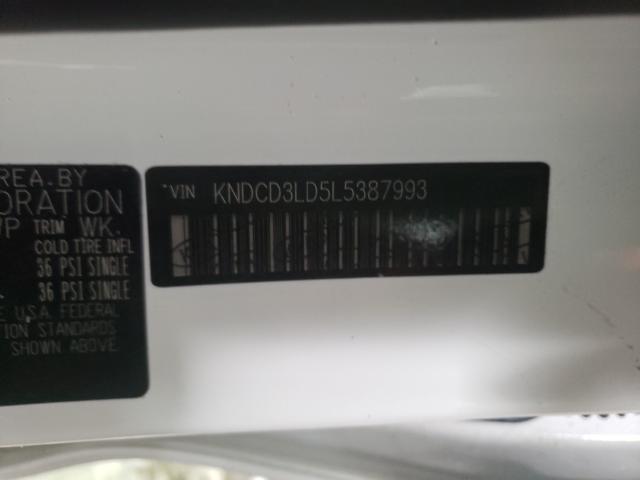 REA.BY
ORATION
WP TRIM WK.
COLD TIRE INFL
36 PSI SINGLE
36 PSI SINGLE
E U.S.A. FEDERAL
TION STANDARDS
SHOWN ABOVE.
VIN KNDCD3LD5L5387993